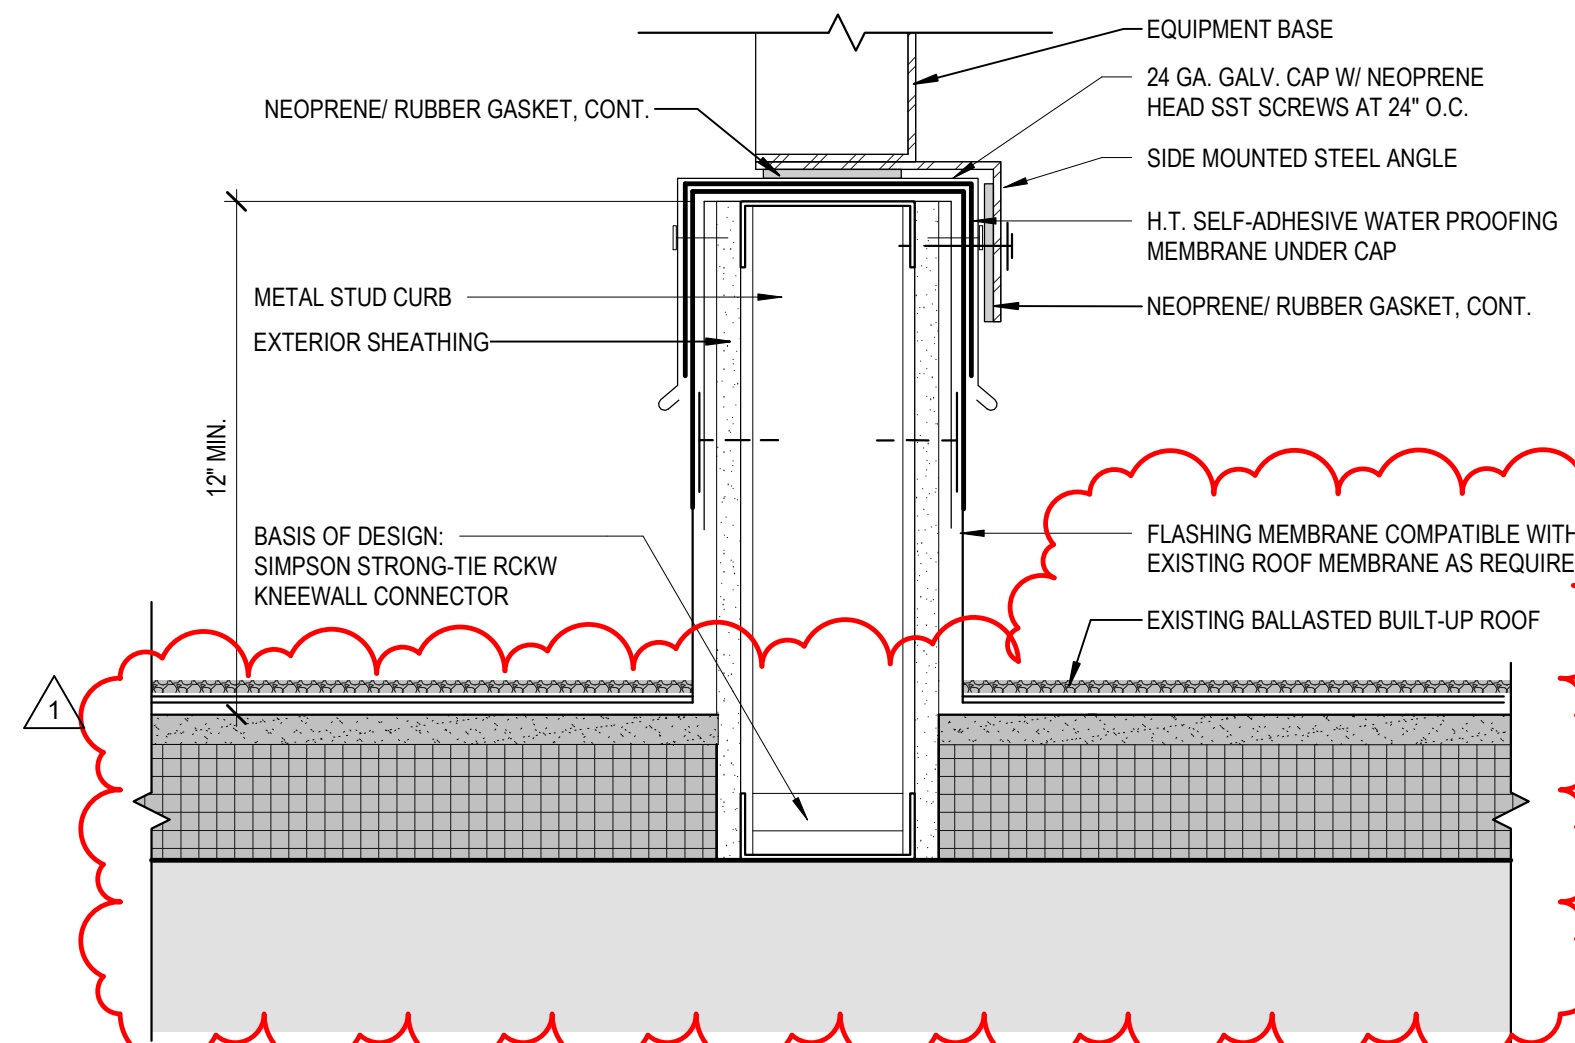 EQUIPMENT BASE
24 GA. GALV. CAP W/ NEOPRENE
HEAD SST SCREWS AT 24" O.C.
NEOPRENE/ RUBBER GASKET, CONT.
SIDE MOUNTED STEEL ANGLE
H.T. SELF-ADHESIVE WATER PROOFING
MEMBRANE UNDER CAP
METAL STUD CURB
NEOPRENE/ RUBBER GASKET, CONT.
EXTERIOR SHEATHING
12" MIN.
BASIS OF DESIGN:
SIMPSON STRONG-TIE RCKW
KNEEWALL CONNECTOR
FLASHING MEMBRANE COMPATIBLE WITH
EXISTING ROOF MEMBRANE AS REQUIRE
EXISTING BALLASTED BUILT-UP ROOF
1